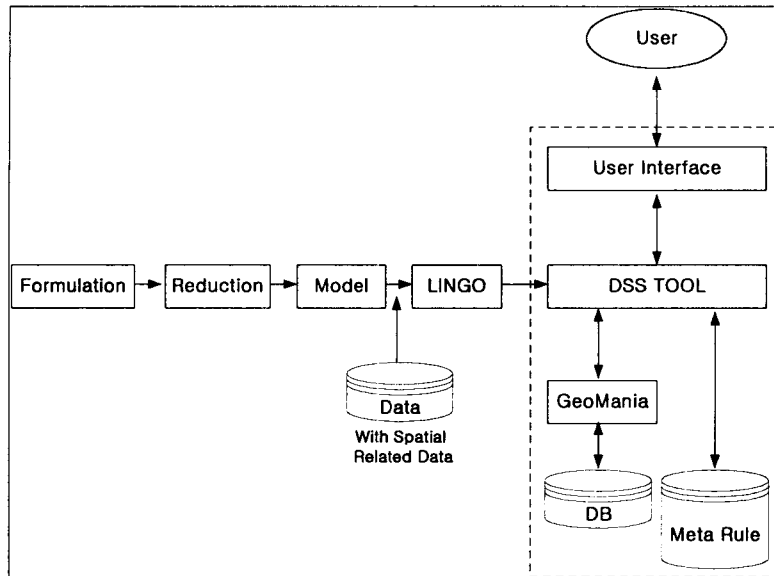 User
User Interface
Formulation
Reduction
Model
LINGO
DSS TOOL
Data
With Spatial
Related Data
GeoMania
DB
Meta Rule